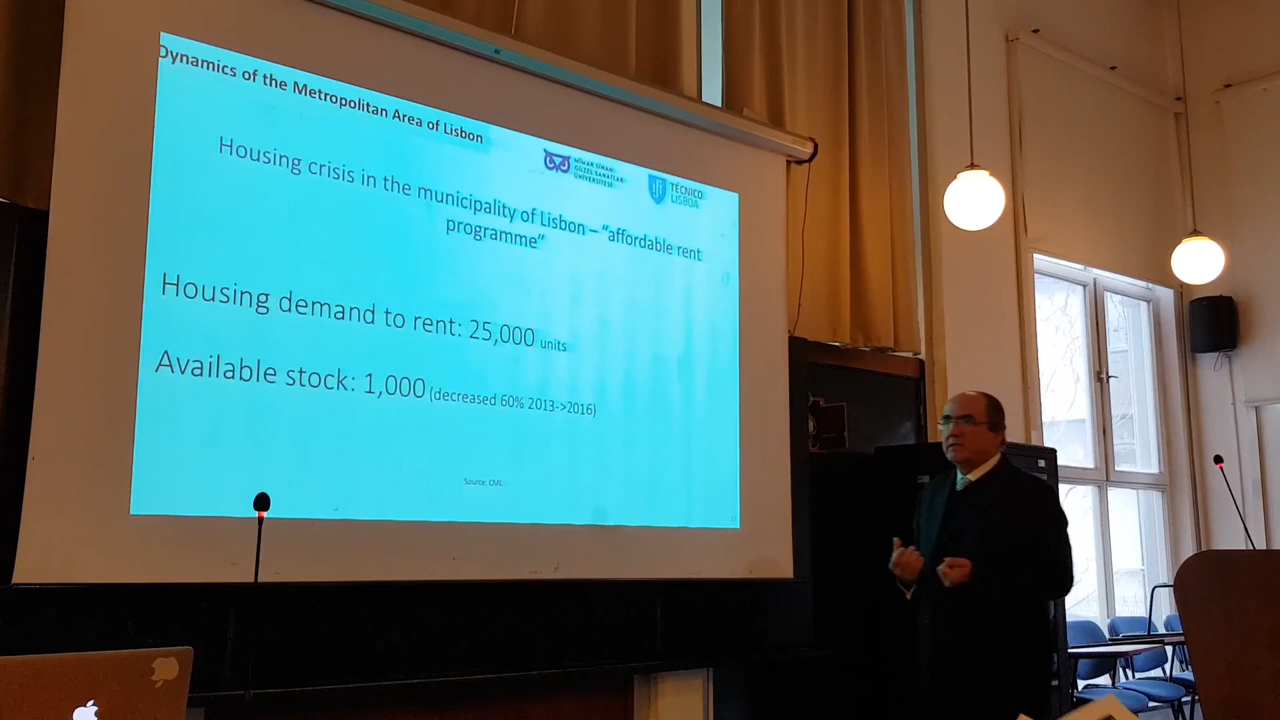 Dynamics of the Metropolitan Area of Lisbon
MİMAR SİNAN
GÜZEL SANATLAR
ÜNİVERSİTESİ
TÉCNICO
LISBOA
Housing crisis in the municipality of Lisbon – “affordable rent
programme”
Housing demand to rent: 25,000 units
Available stock: 1,000 (decreased 60% 2013->2016)
Source: CML